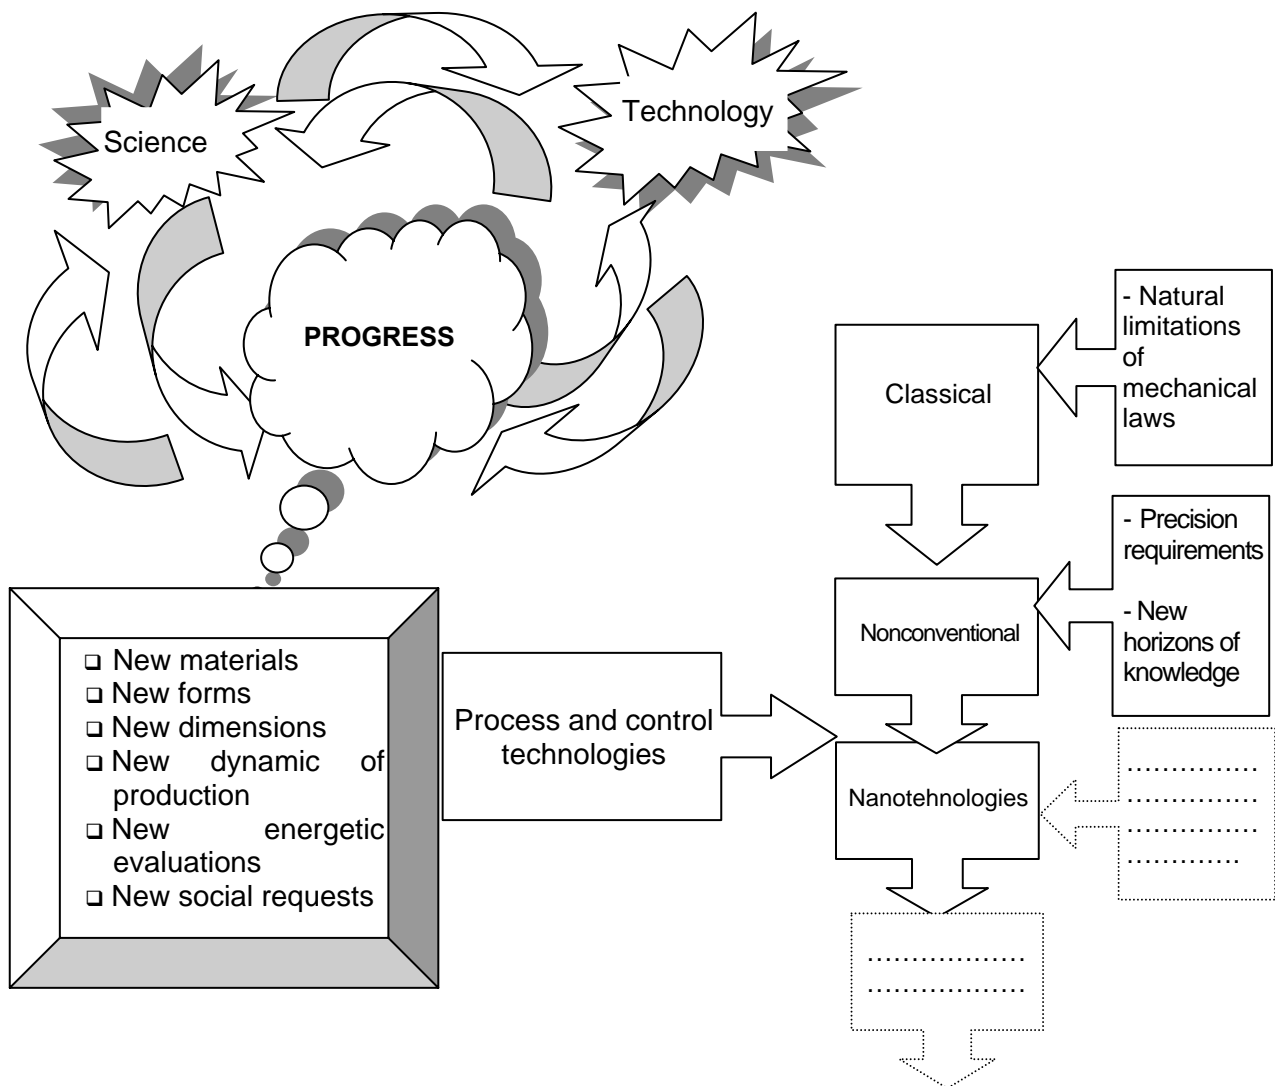 Science
Technology
PROGRESS
❑ New materials
❑ New forms
❑ New dimensions
❑ New dynamic of
production
❑ New energetic
evaluations
❑ New social requests
Process and control
technologies
Classical
- Natural
limitations
of
mechanical
laws
Nonconventional
- Precision
requirements
- New
horizons of
knowledge
Nanotehnologies
...............
...............
...............
.............
..................
..................